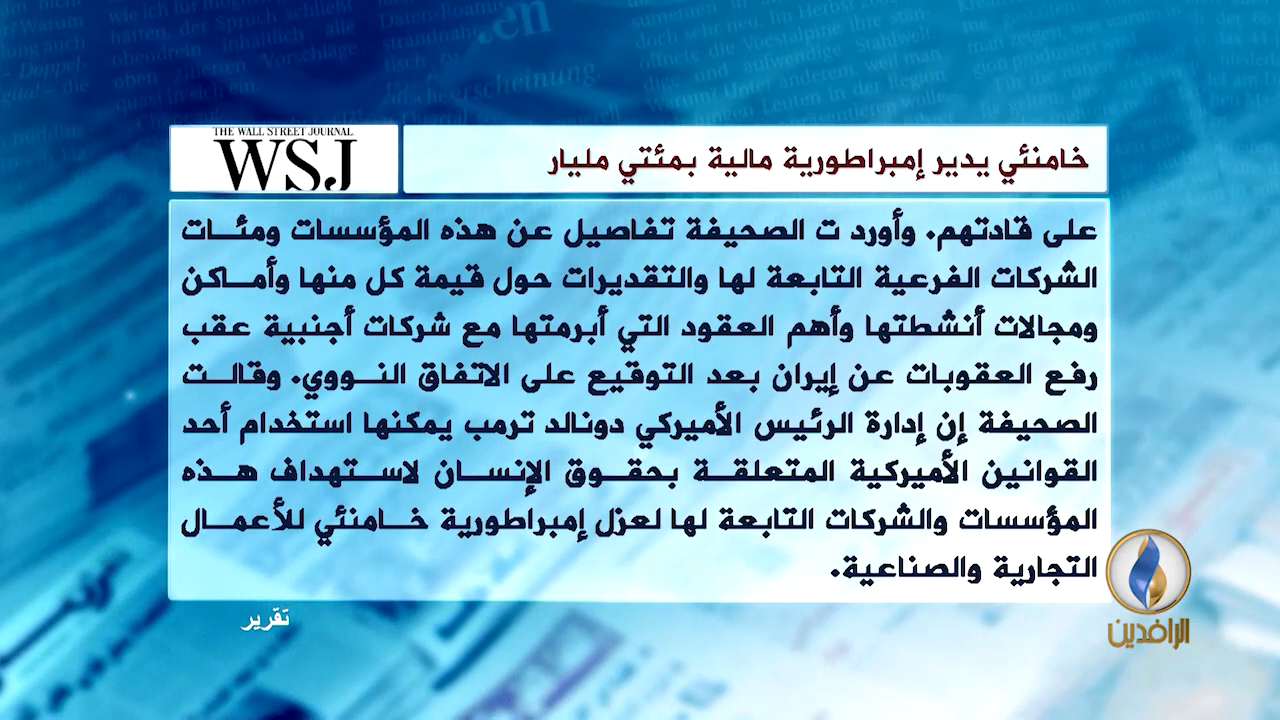 THE WALL STREET JOURNAL
WSJ
خامنئي يدير إمبراطورية مالية بمئتي مليار
على قادتهم. وأورد ت الصحيفة تفاصيل عن هذه المؤسسات ومئات
الشركات الفرعية التابعة لها والتقديرات حول قيمة كل منها وأماكن
ومجالات أنشطتها وأهم العقود التي أبرمتها مع شركات أجنبية عقب
رفع العقوبات عن إيران بعد التوقيع على الاتفاق النووي. وقالت
الصحيفة إن إدارة الرئيس الأميركي دونالد ترمب يمكنها استخدام أحد
القوانين الأميركية المتعلقة بحقوق الإنسان لاستهداف هذه
المؤسسات والشركات التابعة لها لعزل إمبراطورية خامنئي للأعمال
التجارية والصناعية.
تقرير
الرافدين